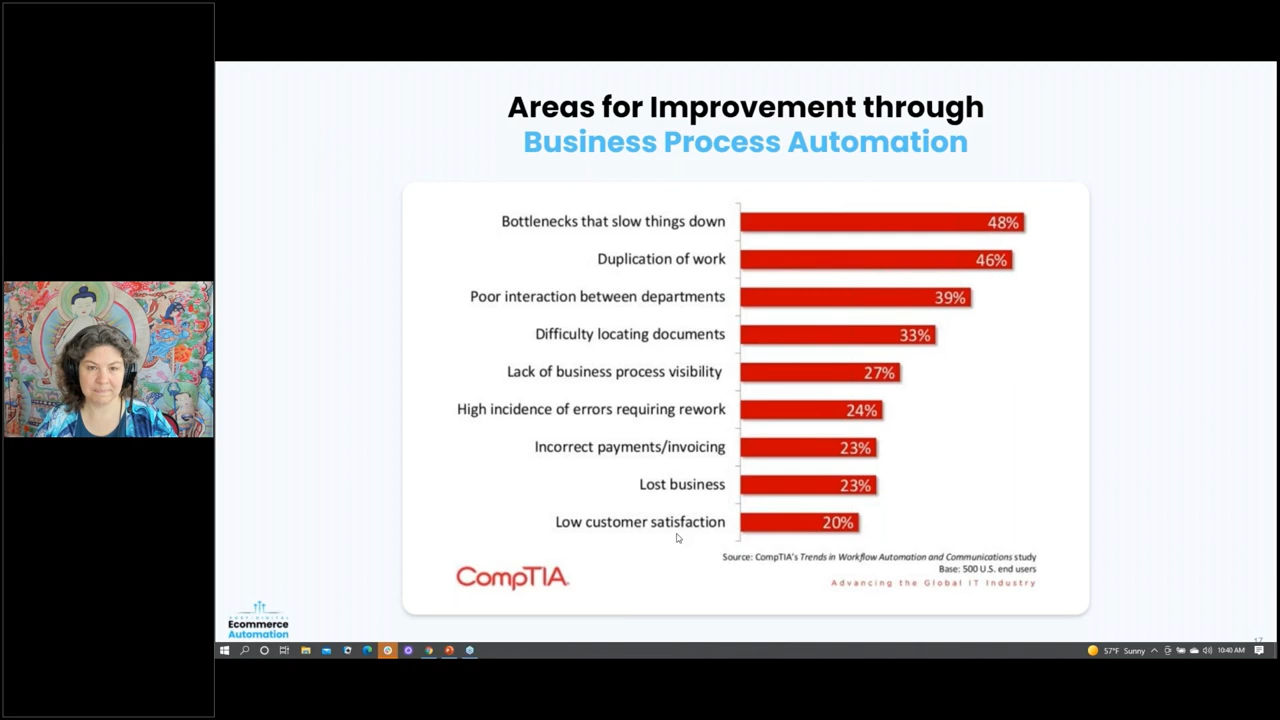 Areas for Improvement through
Business Process Automation
Bottlenecks that slow things down 48%
Duplication of work 46%
Poor interaction between departments 39%
Difficulty locating documents 33%
Lack of business process visibility 27%
High incidence of errors requiring rework 24%
Incorrect payments/invoicing 23%
Lost business 23%
Low customer satisfaction 20%
Source: CompTIA's Trends in Workflow Automation and Communications study
Base: 500 U.S. end users
CompTIA.
Advancing the Global IT Industry
Ecommerce
Automation
17
57°F Sunny 10:40 AM